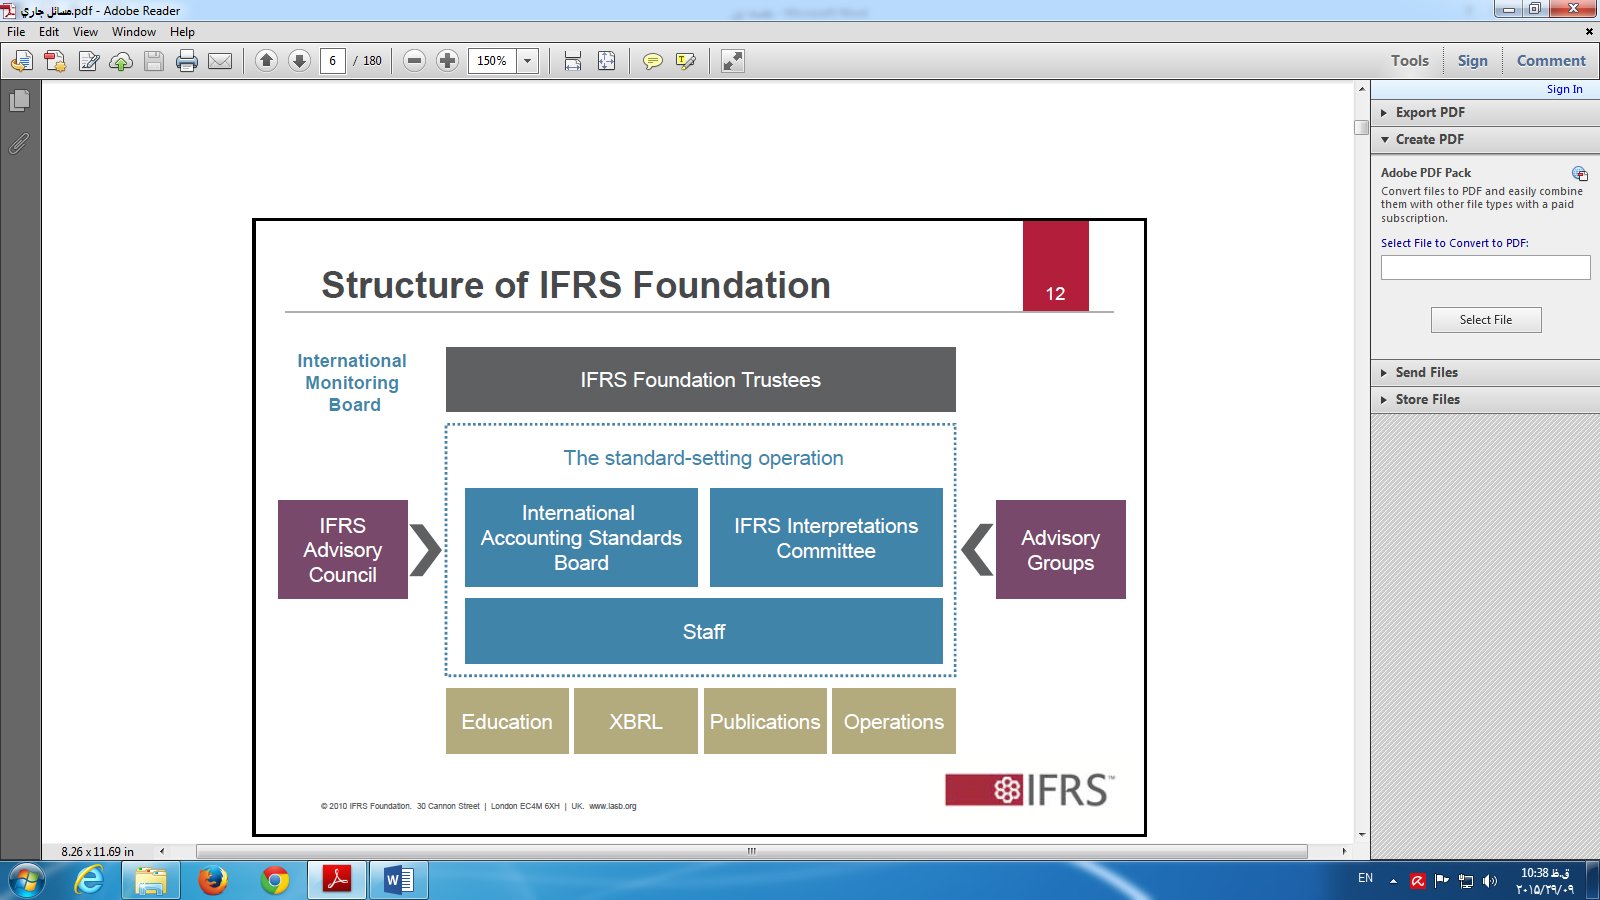 مسائل جاري.pdf - Adobe Reader
File Edit View Window Help
6 / 180 150% Tools Sign Comment
Sign In
Export PDF
Create PDF
Adobe PDF Pack
Convert files to PDF and easily combine
them with other file types with a paid
subscription.
Select File to Convert to PDF:
Select File
Send Files
Store Files
Structure of IFRS Foundation
12
International
Monitoring
Board
IFRS Foundation Trustees
The standard-setting operation
IFRS
Advisory
Council
International
Accounting Standards
Board
IFRS Interpretations
Committee
Advisory
Groups
Staff
Education XBRL Publications Operations
© 2010 IFRS Foundation. 30 Cannon Street | London EC4M 6XH | UK. www.iasb.org
IFRS™
8.26 x 11.69 in
EN
10:38 ق.ظ
۲۰۱۵/۲۹/۰۹